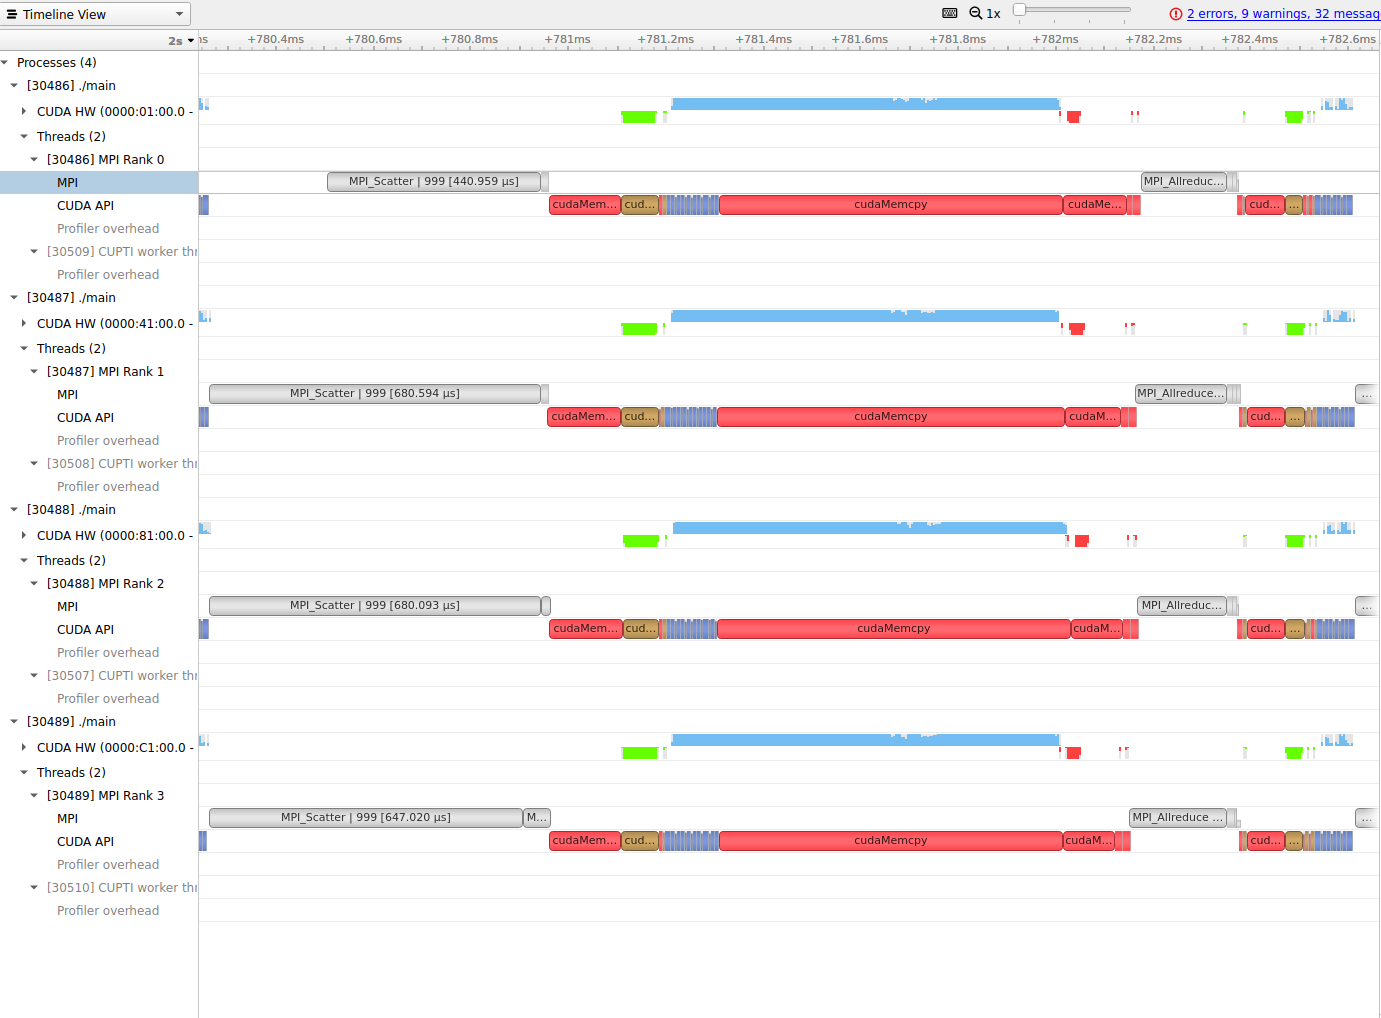 Timeline View
1x
2 errors, 9 warnings, 32 messag
2s
ns +780.4ms +780.6ms +780.8ms +781ms +781.2ms +781.4ms +781.6ms +781.8ms +782ms +782.2ms +782.4ms +782.6ms
Processes (4)
[30486] ./main
CUDA HW (0000:01:00.0 -
Threads (2)
[30486] MPI Rank 0
MPI MPI_Scatter | 999 [440.959 µs] MPI_Allreduc...
CUDA API cudaMem... cud... cudaMemcpy cudaMe... cud... ...
Profiler overhead
[30509] CUPTI worker thr
Profiler overhead
[30487] ./main
CUDA HW (0000:41:00.0 -
Threads (2)
[30487] MPI Rank 1
MPI MPI_Scatter | 999 [680.594 µs] MPI_Allreduce... ...
CUDA API cudaMem... cud... cudaMemcpy cudaM... cud... ...
Profiler overhead
[30508] CUPTI worker thr
Profiler overhead
[30488] ./main
CUDA HW (0000:81:00.0 -
Threads (2)
[30488] MPI Rank 2
MPI MPI_Scatter | 999 [680.093 µs] MPI_Allreduc... ...
CUDA API cudaMem... cud... cudaMemcpy cudaM... cud... ...
Profiler overhead
[30507] CUPTI worker thr
Profiler overhead
[30489] ./main
CUDA HW (0000:C1:00.0 -
Threads (2)
[30489] MPI Rank 3
MPI MPI_Scatter | 999 [647.020 µs] M... MPI_Allreduce ... ...
CUDA API cudaMem... cud... cudaMemcpy cudaM... cud... ...
Profiler overhead
[30510] CUPTI worker thr
Profiler overhead